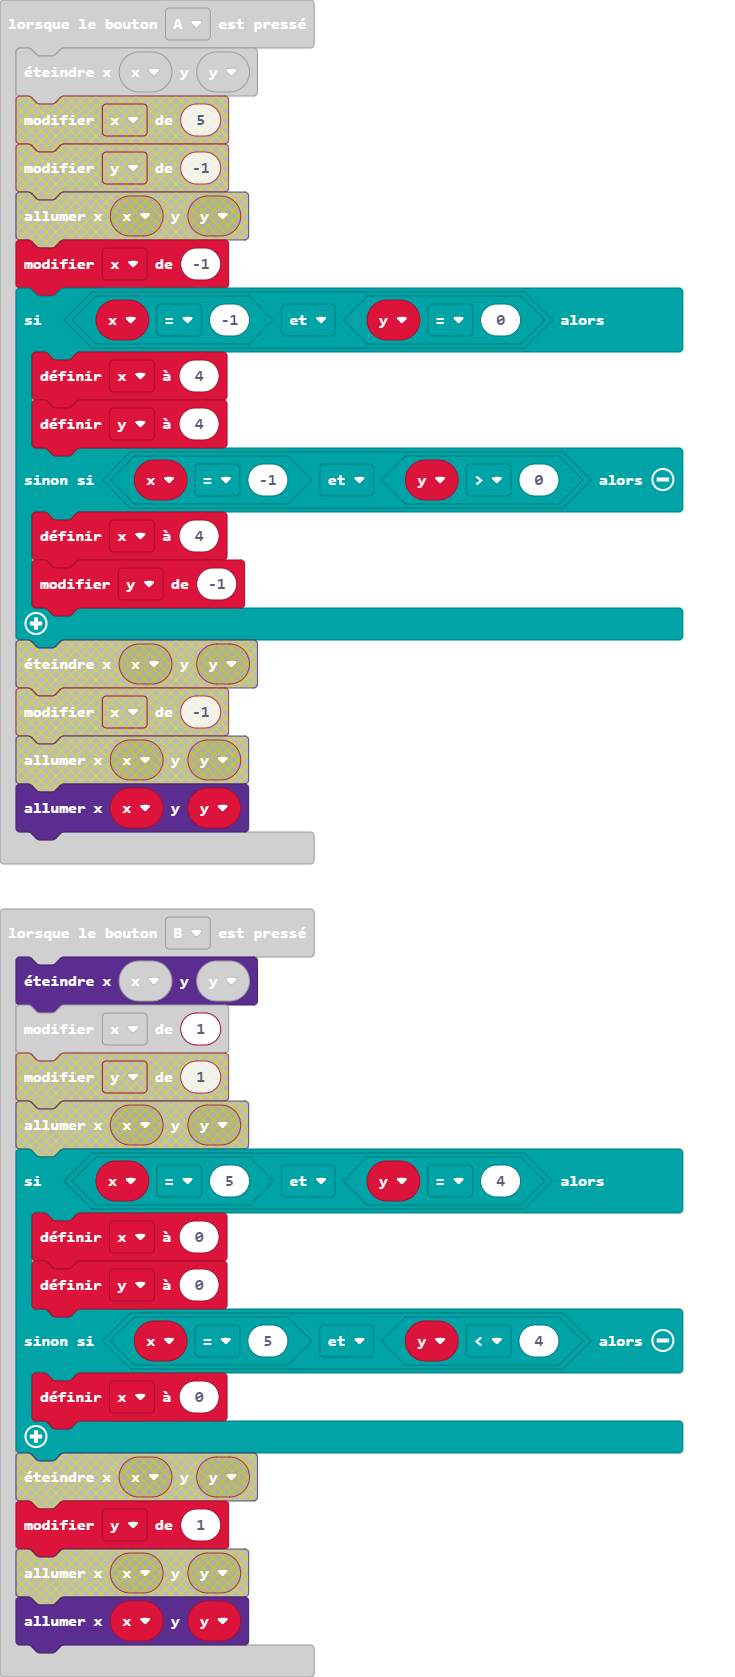 lorsque le bouton A est pressé
éteindre x x y y
modifier x de 5
modifier y de -1
allumer x x y y
modifier x de -1
si x = -1 et y = 0 alors
définir x à 4
définir y à 4
sinon si x = -1 et y > 0 alors
définir x à 4
modifier y de -1
éteindre x x y y
modifier x de -1
allumer x x y y
allumer x x y y
lorsque le bouton B est pressé
éteindre x x y y
modifier x de 1
modifier y de 1
allumer x x y y
si x = 5 et y = 4 alors
définir x à 0
définir y à 0
sinon si x = 5 et y < 4 alors
définir x à 0
éteindre x x y y
modifier y de 1
allumer x x y y
allumer x x y y